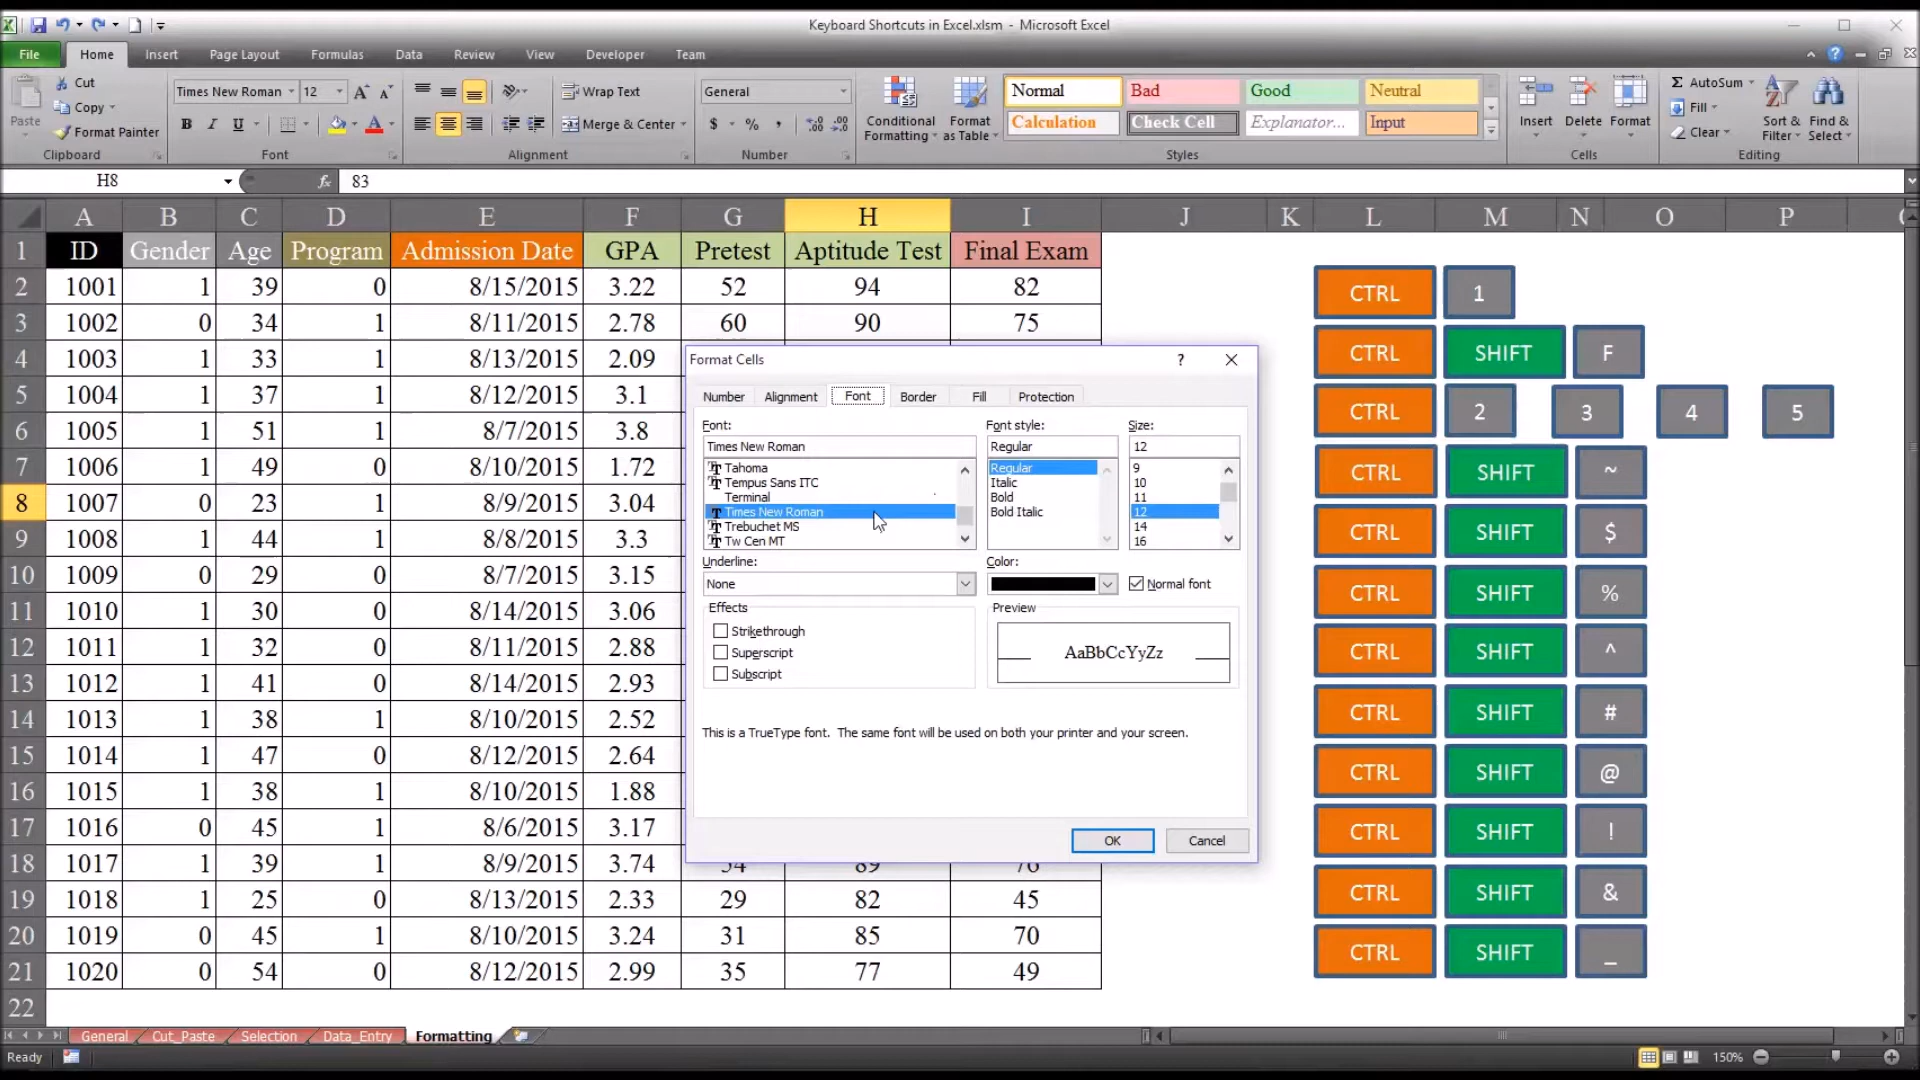 Keyboard Shortcuts in Excel.xlsm - Microsoft Excel
File Home Insert Page Layout Formulas Data Review View Developer Team
Paste
Cut
Copy
Format Painter
Clipboard
Times New Roman 12
B I U
Font
Wrap Text
Merge & Center
Alignment
General
$ % ,
Number
Conditional Formatting
Format as Table
Normal Bad Good Neutral
Calculation Check Cell Explanator... Input
Styles
Insert Delete Format
Cells
Σ AutoSum
Fill
Clear
Sort & Filter
Find & Select
Editing
H8 fx 83
A B C D E F G H I J K L M N O P
1 ID Gender Age Program Admission Date GPA Pretest Aptitude Test Final Exam
2 1001 1 39 0 8/15/2015 3.22 52 94 82
3 1002 0 34 1 8/11/2015 2.78 60 90 75
4 1003 1 33 1 8/13/2015 2.09
5 1004 1 37 1 8/12/2015 3.1
6 1005 1 51 1 8/7/2015 3.8
7 1006 1 49 0 8/10/2015 1.72
8 1007 0 23 1 8/9/2015 3.04
9 1008 1 44 1 8/8/2015 3.3
10 1009 0 29 0 8/7/2015 3.15
11 1010 1 30 0 8/14/2015 3.06
12 1011 1 32 0 8/11/2015 2.88
13 1012 1 41 0 8/14/2015 2.93
14 1013 1 38 1 8/10/2015 2.52
15 1014 1 47 0 8/12/2015 2.64
16 1015 1 38 1 8/10/2015 1.88
17 1016 0 45 1 8/6/2015 3.17
18 1017 1 39 1 8/9/2015 3.74
19 1018 1 25 0 8/13/2015 2.33 29 82 45
20 1019 0 45 1 8/10/2015 3.24 31 85 70
21 1020 0 54 0 8/12/2015 2.99 35 77 49
22
Format Cells ?
Number Alignment Font Border Fill Protection
Font: Font style: Size:
Times New Roman Regular 12
Tahoma Regular 9
Tempus Sans ITC Italic 10
Terminal Bold 11
Times New Roman Bold Italic 12
Trebuchet MS 14
Tw Cen MT 16
Underline: Color:
None Normal font
Effects Preview
Strikethrough
Superscript
Subscript
AaBbCcYyZz
This is a TrueType font. The same font will be used on both your printer and your screen.
OK Cancel
CTRL 1
CTRL SHIFT F
CTRL 2 3 4 5
CTRL SHIFT ~
CTRL SHIFT $
CTRL SHIFT %
CTRL SHIFT ^
CTRL SHIFT #
CTRL SHIFT @
CTRL SHIFT !
CTRL SHIFT &
CTRL SHIFT _
General Cut_Paste Selection Data_Entry Formatting
Ready 150%